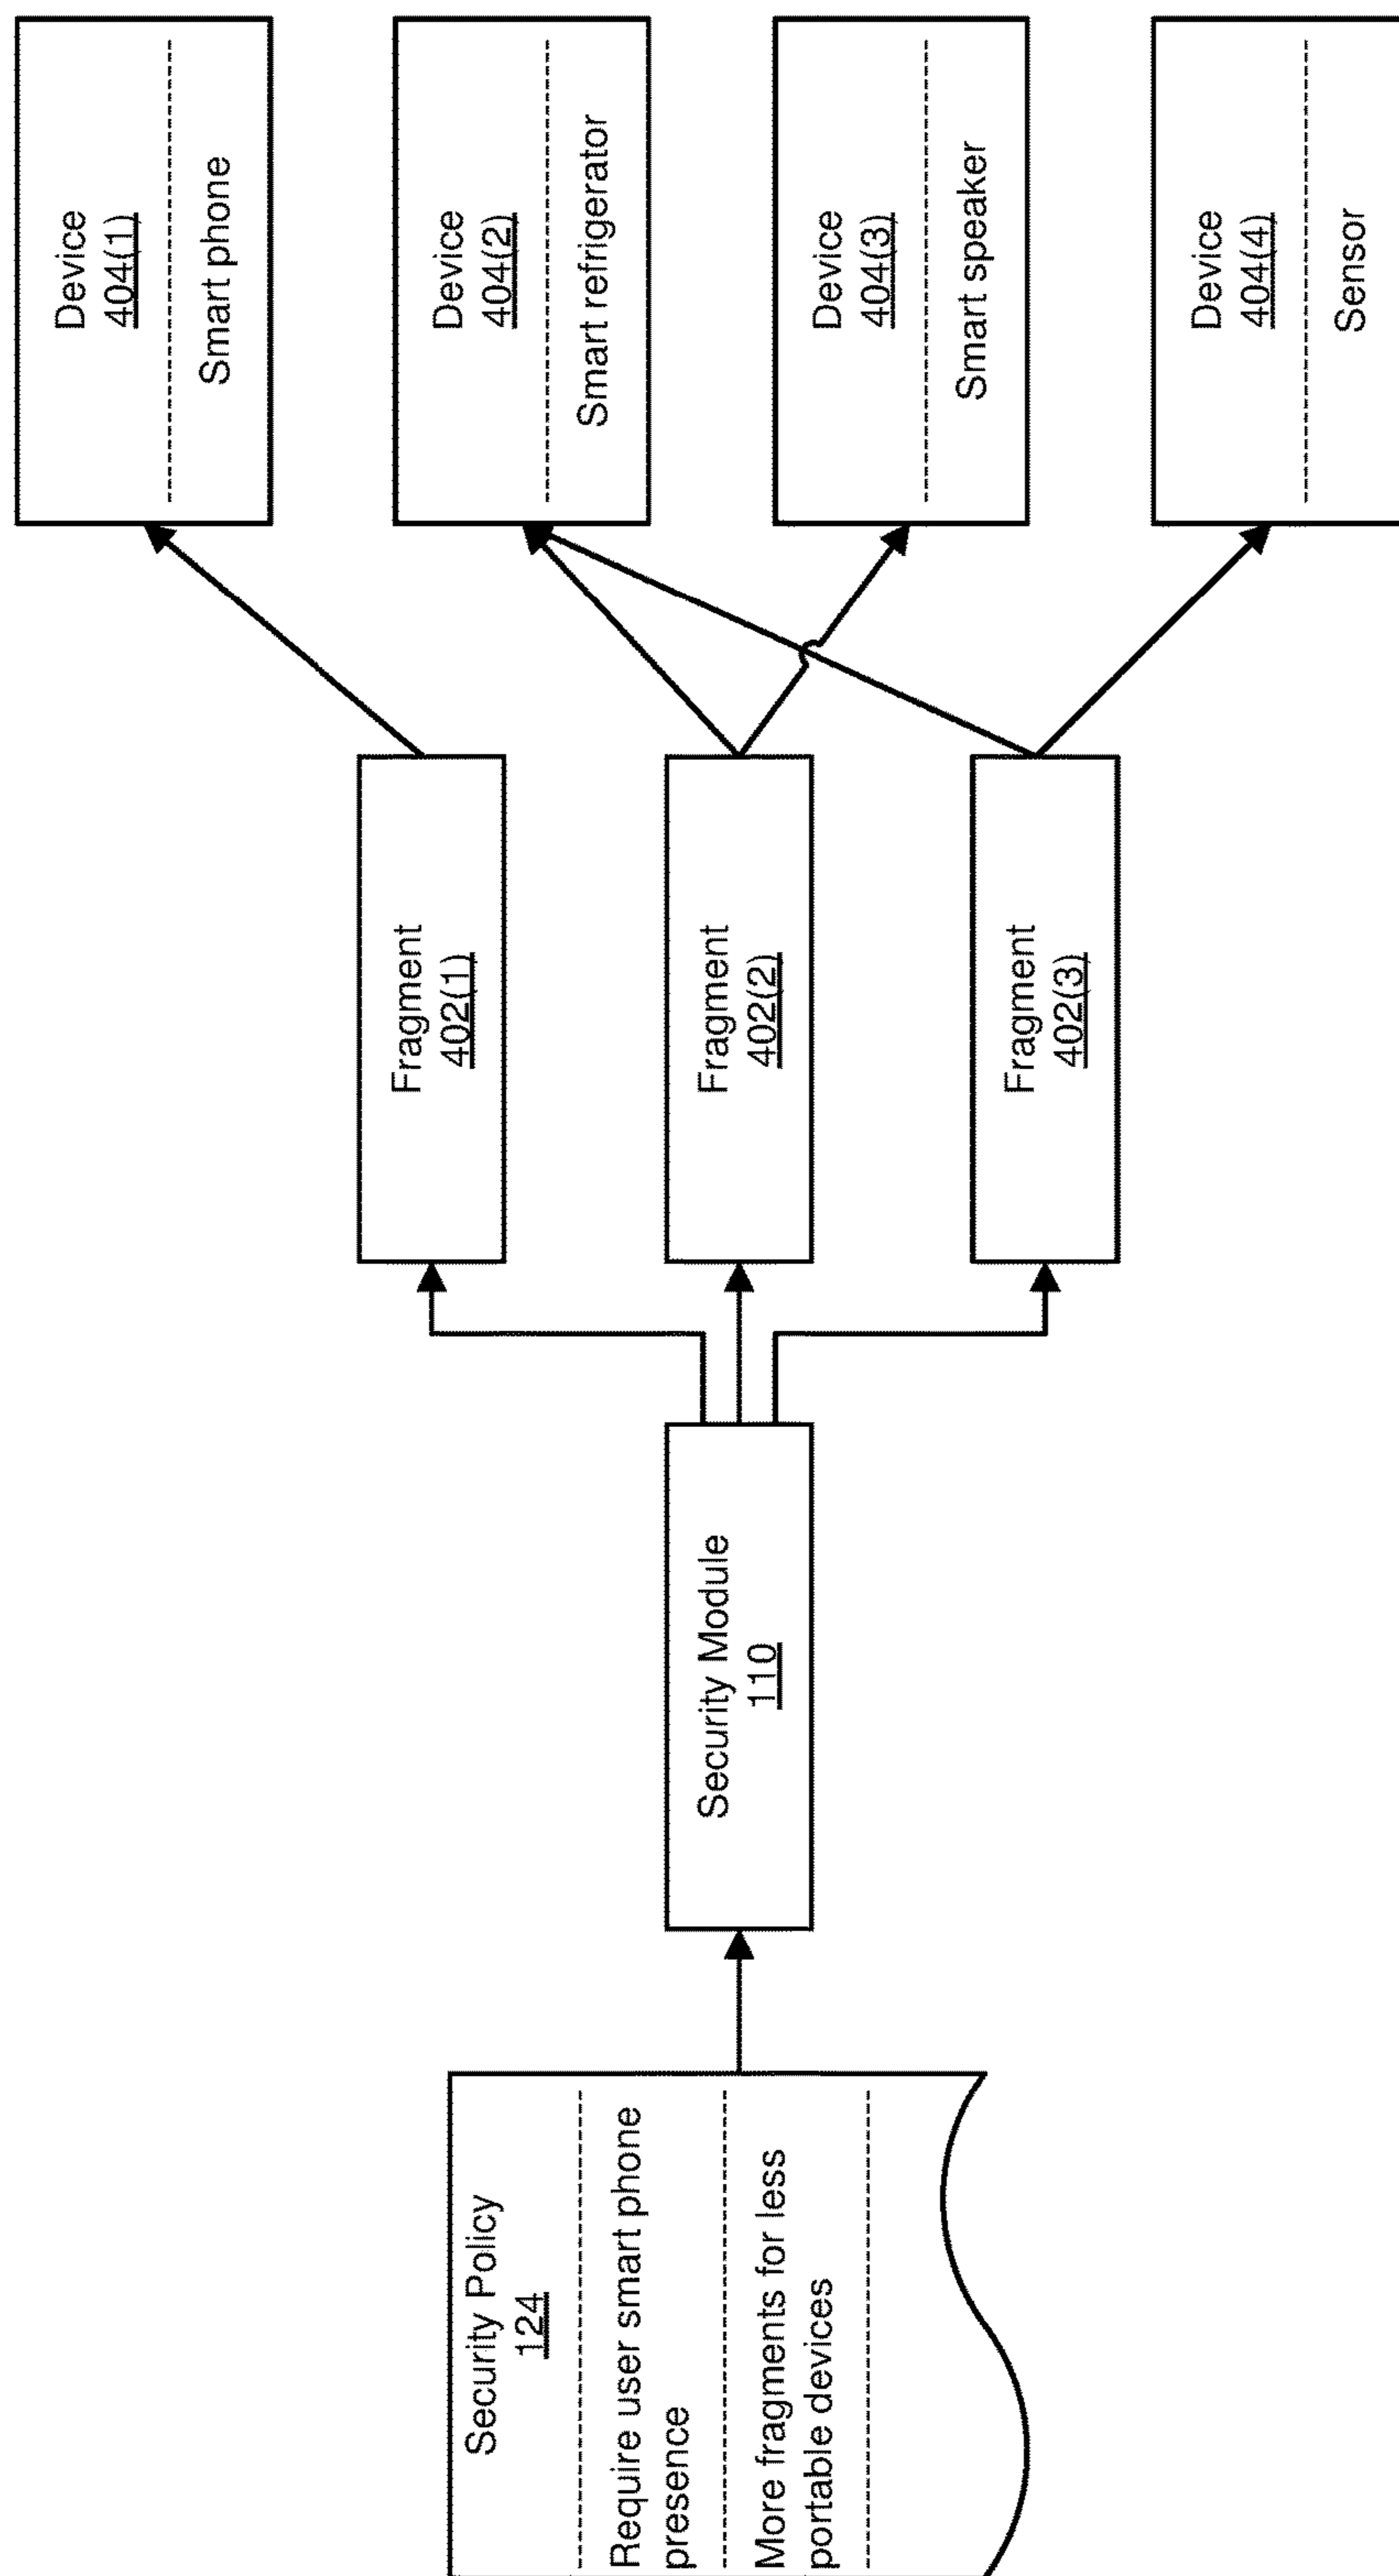 Security Policy
124
Require user smart phone
presence
More fragments for less
portable devices
Security Module
110
Fragment
402(1)
Fragment
402(2)
Fragment
402(3)
Device
404(1)
Smart phone
Device
404(2)
Smart refrigerator
Device
404(3)
Smart speaker
Device
404(4)
Sensor